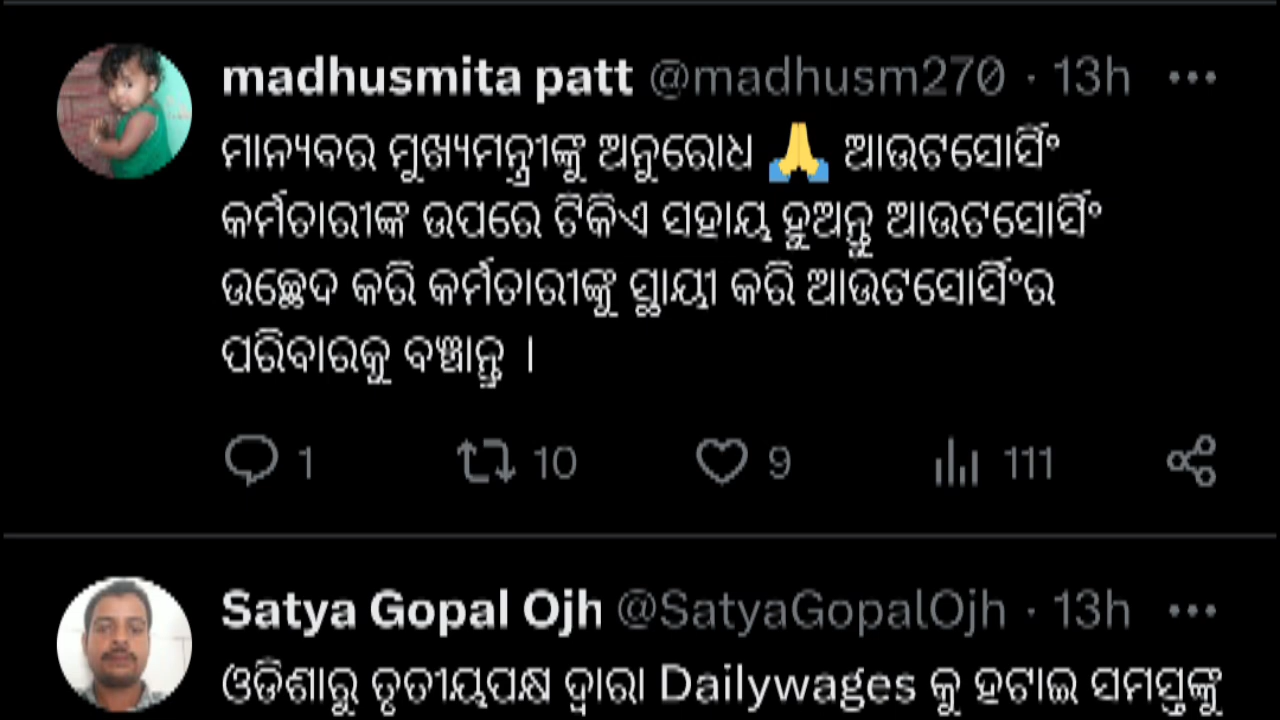 madhusmita patt @madhusm270 · 13h
ମାନ୍ୟବର ମୁଖ୍ୟମନ୍ତ୍ରୀଙ୍କୁ ଅନୁରୋଧ 🙏 ଆଉଟସୋର୍ସିଂ
କର୍ମଚାରୀଙ୍କ ଉପରେ ଟିକିଏ ସହାୟ ହୁଅନ୍ତୁ ଆଉଟସୋର୍ସିଂ
ଉଚ୍ଛେଦ କରି କର୍ମଚାରୀଙ୍କୁ ସ୍ଥାୟୀ କରି ଆଉଟସୋର୍ସିଂର
ପରିବାରକୁ ବଞ୍ଚାନ୍ତୁ ।
1 10 9 111
Satya Gopal Ojh @SatyaGopalOjh · 13h
ଓଡିଶାରୁ ତୃତୀୟପକ୍ଷ ଦ୍ୱାରା Dailywages କୁ ହଟାଇ ସମସ୍ତଙ୍କୁ